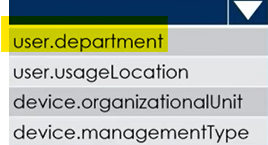 user.department
user.usageLocation
device.organizationalUnit
device.managementType